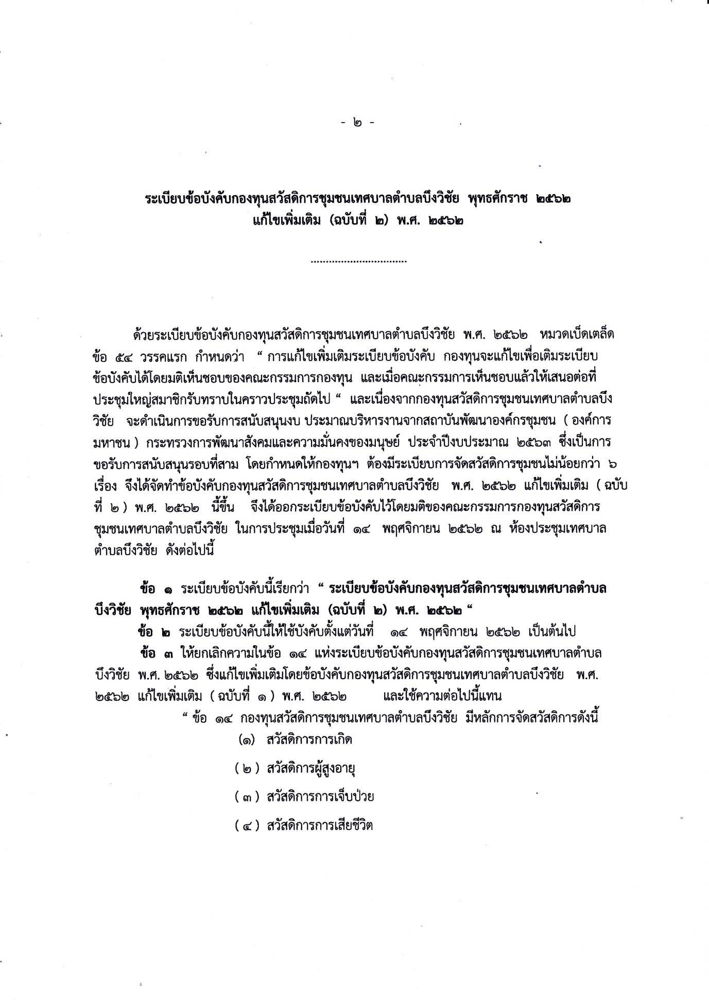 - ๒ -
ระเบียบข้อบังคับกองทุนสวัสดิการชุมชนเทศบาลตำบลบึงวิชัย พุทธศักราช ๒๕๖๒
แก้ไขเพิ่มเติม (ฉบับที่ ๒) พ.ศ. ๒๕๖๒
................................
ด้วยระเบียบข้อบังคับกองทุนสวัสดิการชุมชนเทศบาลตำบลบึงวิชัย พ.ศ. ๒๕๖๒ หมวดเบ็ดเตล็ด
ข้อ ๕๔ วรรคแรก กำหนดว่า “ การแก้ไขเพิ่มเติมระเบียบข้อบังคับ กองทุนจะแก้ไขเพื่อเติมระเบียบ
ข้อบังคับได้โดยมติเห็นชอบของคณะกรรมการกองทุน และเมื่อคณะกรรมการเห็นชอบแล้วให้เสนอต่อที่
ประชุมใหญ่สมาชิกรับทราบในคราวประชุมถัดไป “ และเนื่องจากกองทุนสวัสดิการชุมชนเทศบาลตำบลบึง
วิชัย จะดำเนินการขอรับการสนับสนุนงบ ประมาณบริหารงานจากสถาบันพัฒนาองค์กรชุมชน ( องค์การ
มหาชน ) กระทรวงการพัฒนาสังคมและความมั่นคงของมนุษย์ ประจำปีงบประมาณ ๒๕๖๓ ซึ่งเป็นการ
ขอรับการสนับสนุนรอบที่สาม โดยกำหนดให้กองทุนฯ ต้องมีระเบียบการจัดสวัสดิการชุมชนไม่น้อยกว่า ๖
เรื่อง จึงได้จัดทำข้อบังคับกองทุนสวัสดิการชุมชนเทศบาลตำบลบึงวิชัย พ.ศ. ๒๕๖๒ แก้ไขเพิ่มเติม ( ฉบับ
ที่ ๒ ) พ.ศ. ๒๕๖๒ นี้ขึ้น จึงได้ออกระเบียบข้อบังคับไว้โดยมติของคณะกรรมการกองทุนสวัสดิการ
ชุมชนเทศบาลตำบลบึงวิชัย ในการประชุมเมื่อวันที่ ๑๔ พฤศจิกายน ๒๕๖๒ ณ ห้องประชุมเทศบาล
ตำบลบึงวิชัย ดังต่อไปนี้
ข้อ ๑ ระเบียบข้อบังคับนี้เรียกว่า “ ระเบียบข้อบังคับกองทุนสวัสดิการชุมชนเทศบาลตำบล
บึงวิชัย พุทธศักราช ๒๕๖๒ แก้ไขเพิ่มเติม (ฉบับที่ ๒) พ.ศ. ๒๕๖๒ “
ข้อ ๒ ระเบียบข้อบังคับนี้ให้ใช้บังคับตั้งแต่วันที่ ๑๔ พฤศจิกายน ๒๕๖๒ เป็นต้นไป
ข้อ ๓ ให้ยกเลิกความในข้อ ๑๔ แห่งระเบียบข้อบังคับกองทุนสวัสดิการชุมชนเทศบาลตำบล
บึงวิชัย พ.ศ. ๒๕๖๒ ซึ่งแก้ไขเพิ่มเติมโดยข้อบังคับกองทุนสวัสดิการชุมชนเทศบาลตำบลบึงวิชัย พ.ศ.
๒๕๖๒ แก้ไขเพิ่มเติม ( ฉบับที่ ๑ ) พ.ศ. ๒๕๖๒ และใช้ความต่อไปนี้แทน
“ ข้อ ๑๔ กองทุนสวัสดิการชุมชนเทศบาลตำบลบึงวิชัย มีหลักการจัดสวัสดิการดังนี้
(๑) สวัสดิการการเกิด
( ๒ ) สวัสดิการผู้สูงอายุ
( ๓ ) สวัสดิการการเจ็บป่วย
( ๔ ) สวัสดิการการเสียชีวิต